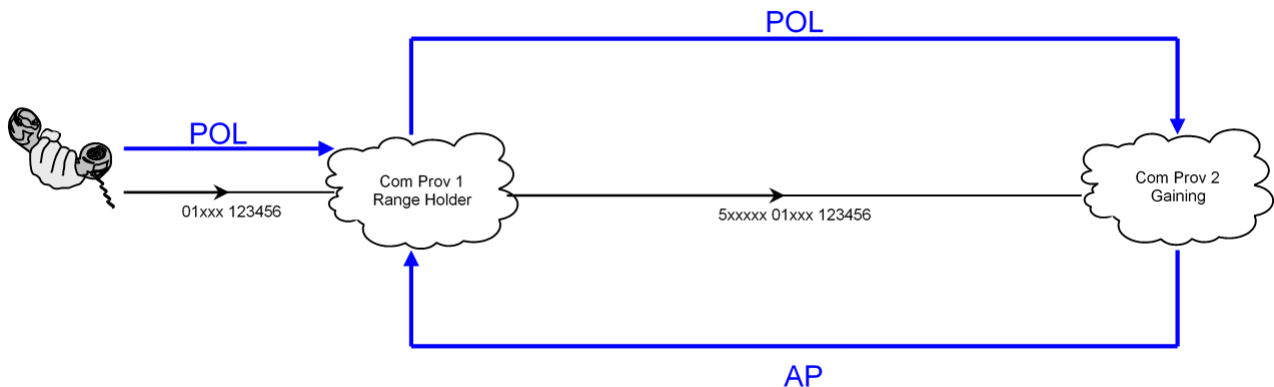 POL
POL
01xxx 123456
Com Prov 1
Range Holder
5xxxxx 01xxx 123456
Com Prov 2
Gaining
AP